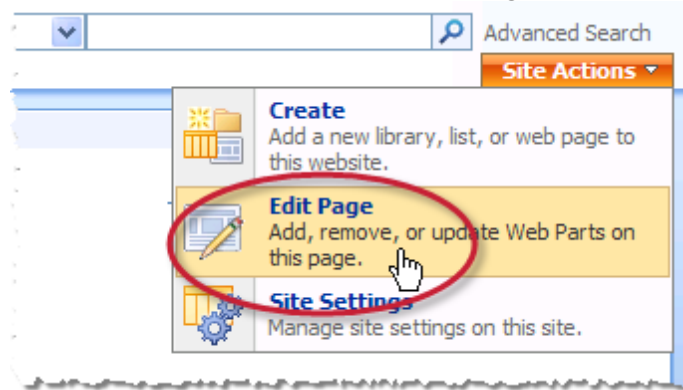 Advanced Search
Site Actions
Create
Add a new library, list, or web page to
this website.
Edit Page
Add, remove, or update Web Parts on
this page.
Site Settings
Manage site settings on this site.